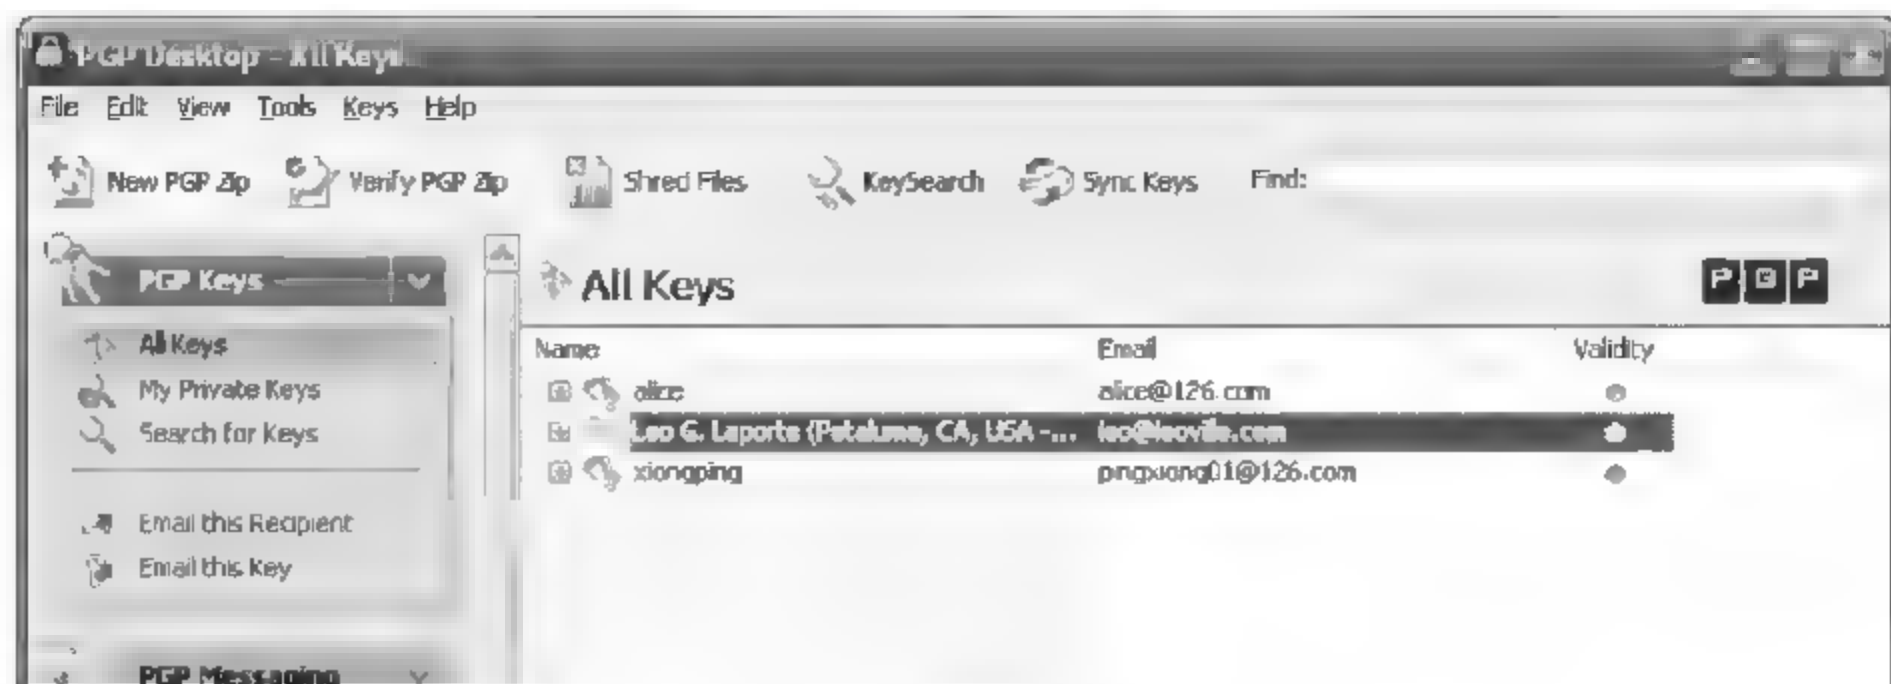 PGP Desktop - All Keys
File Edit View Tools Keys Help
New PGP Zip Verify PGP Zip Shred Files KeySearch Sync Keys Find:
PGP Keys
All Keys
My Private Keys
Search for Keys
Email this Recipient
Email this Key
PGP Messaging
All Keys
PGP
Name Email Validity
alice alice@126.com
Leo G. Laporte (Petaluma, CA, USA -... leo@leoville.com
xiongping pingxiong01@126.com